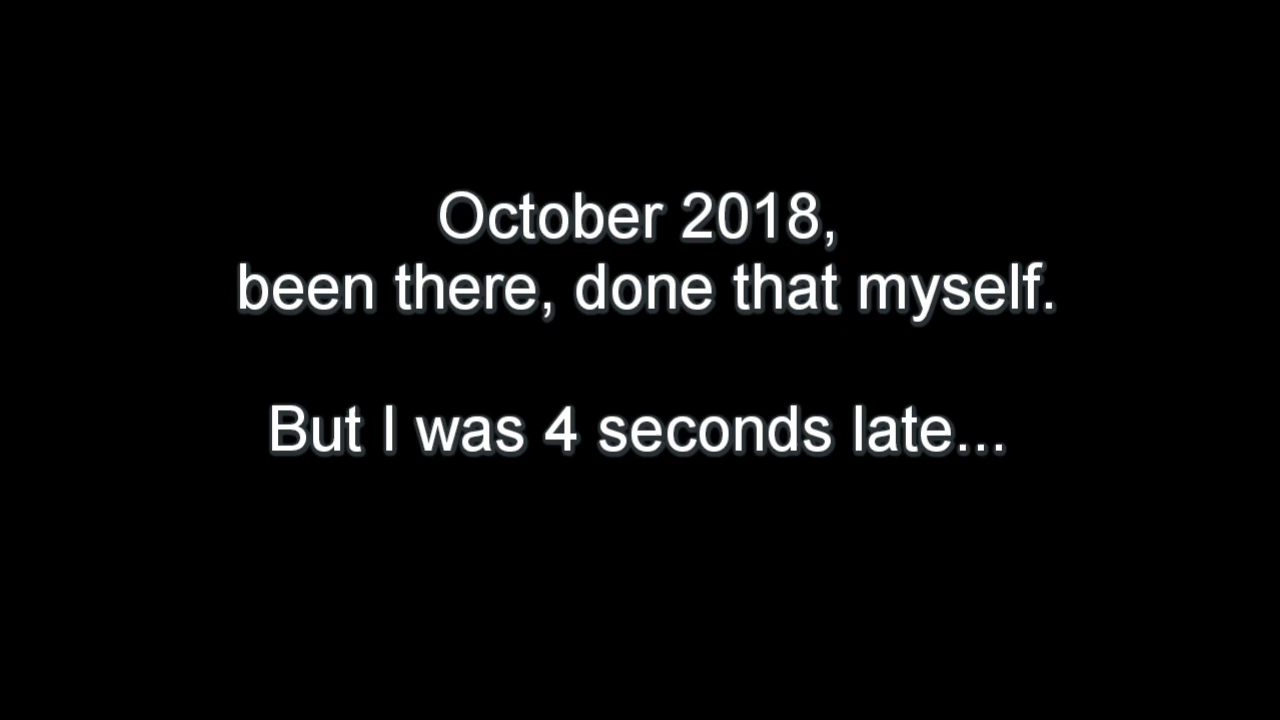 October 2018,
been there, done that myself.
But I was 4 seconds late...